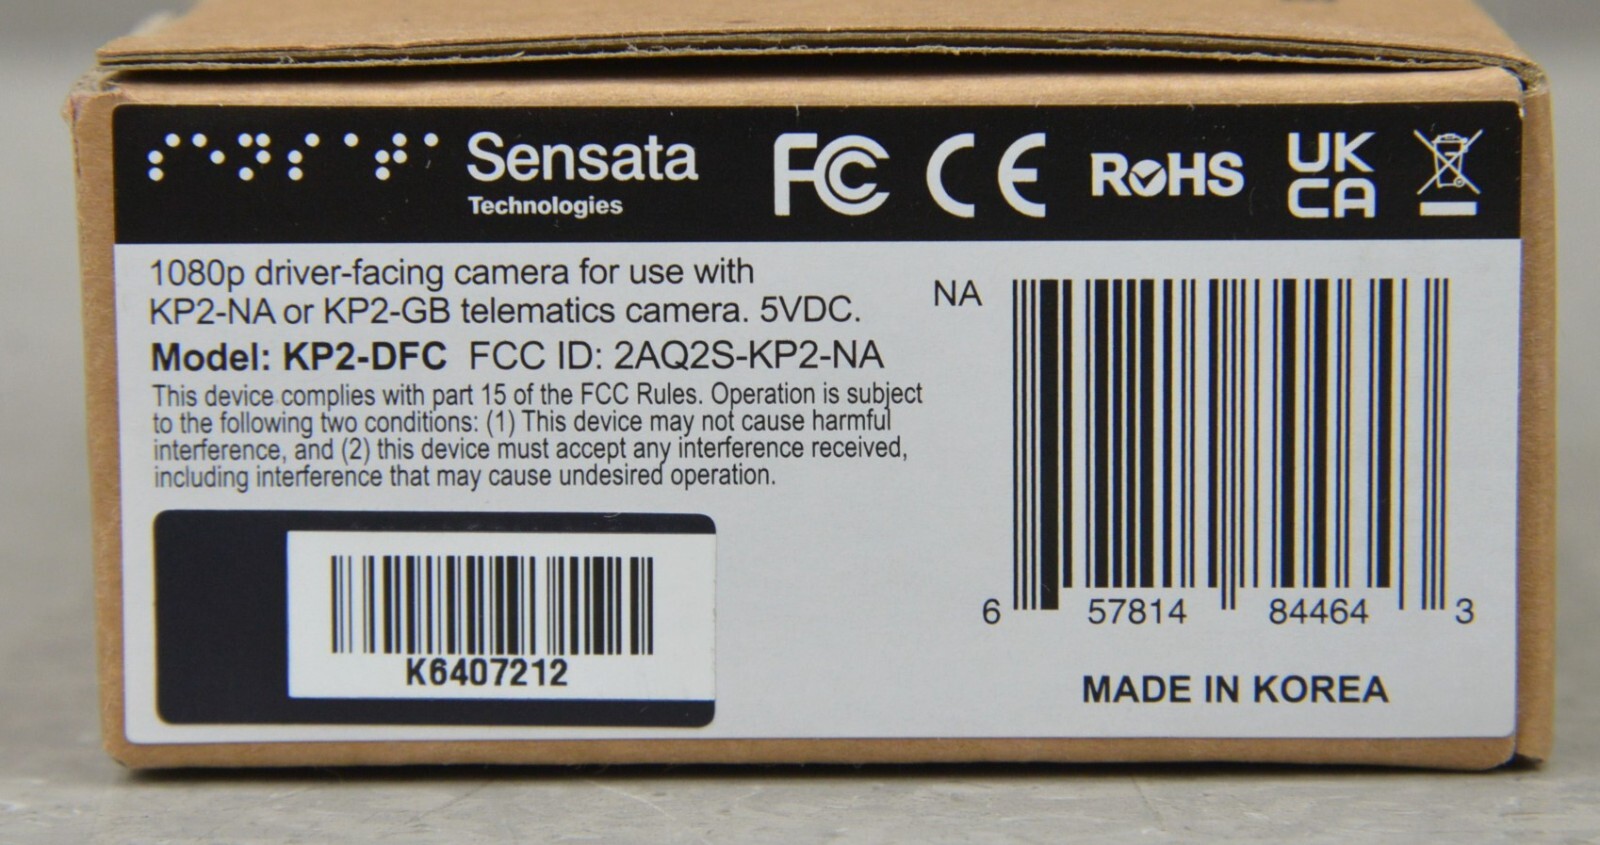 Sensata
Technologies
FC CE RoHS UK
CA
1080p driver-facing camera for use with
KP2-NA or KP2-GB telematics camera. 5VDC.
Model: KP2-DFC FCC ID: 2AQ2S-KP2-NA
This device complies with part 15 of the FCC Rules. Operation is subject
to the following two conditions: (1) This device may not cause harmful
interference, and (2) this device must accept any interference received,
including interference that may cause undesired operation.
K6407212
NA
6 57814 84464 3
MADE IN KOREA